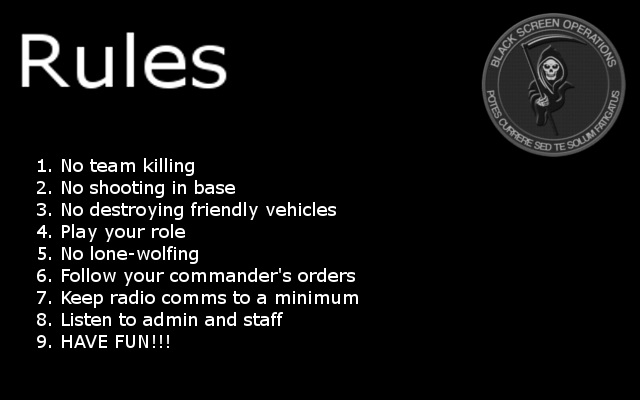 Rules
BLACK SCREEN OPERATIONS
POTES CURRERE SED TE SOLUM FATIGATUS
1. No team killing
2. No shooting in base
3. No destroying friendly vehicles
4. Play your role
5. No lone-wolfing
6. Follow your commander's orders
7. Keep radio comms to a minimum
8. Listen to admin and staff
9. HAVE FUN!!!